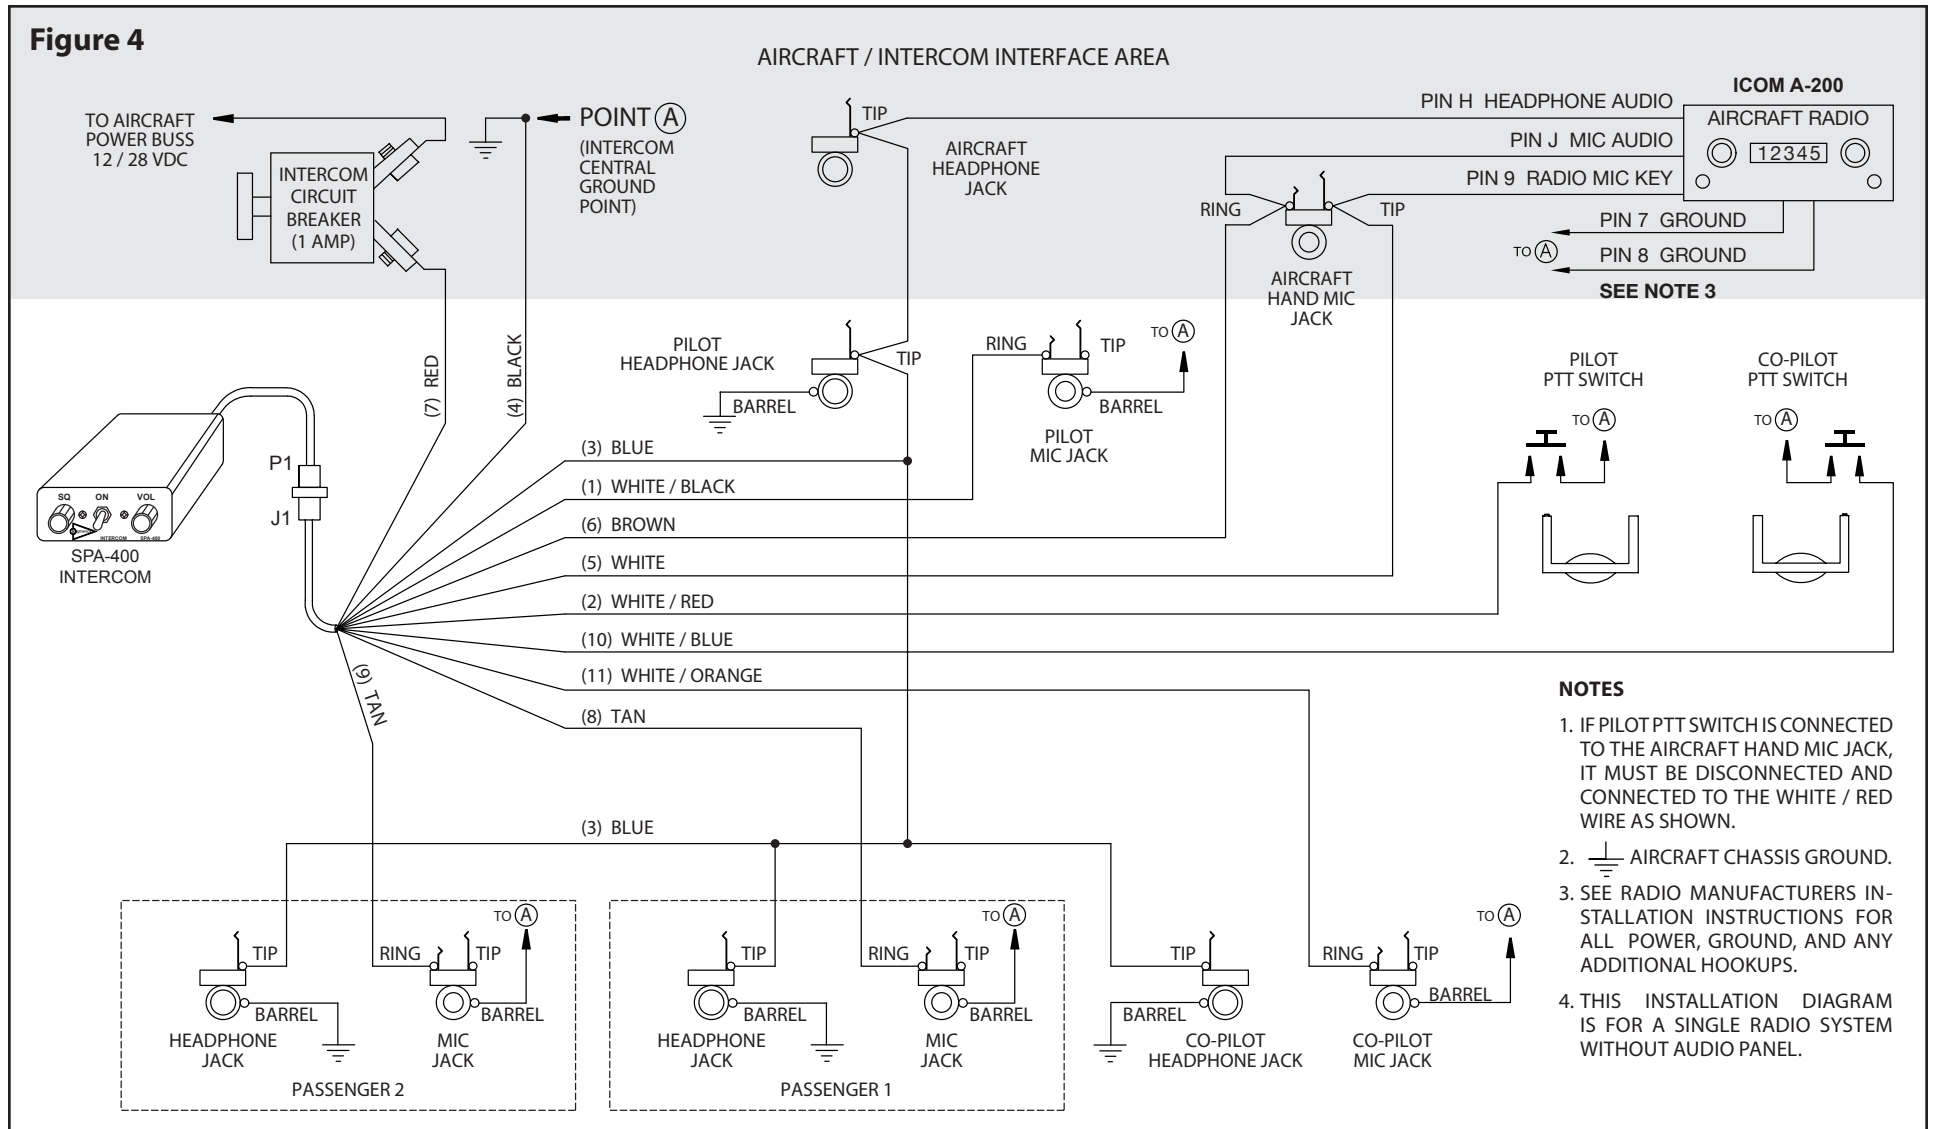 Figure 4
AIRCRAFT / INTERCOM INTERFACE AREA
TO AIRCRAFT
POWER BUSS
12 / 28 VDC
INTERCOM
CIRCUIT
BREAKER
(1 AMP)
POINT A
(INTERCOM
CENTRAL
GROUND
POINT)
TIP
AIRCRAFT
HEADPHONE
JACK
PIN H HEADPHONE AUDIO
PIN J MIC AUDIO
PIN 9 RADIO MIC KEY
ICOM A-200
AIRCRAFT RADIO
12345
RING
TIP
AIRCRAFT
HAND MIC
JACK
PIN 7 GROUND
TO A
PIN 8 GROUND
SEE NOTE 3
(7) RED
(4) BLACK
PILOT
HEADPHONE JACK
TIP
BARREL
RING
TIP
TO A
BARREL
PILOT
MIC JACK
PILOT
PTT SWITCH
TO A
CO-PILOT
PTT SWITCH
TO A
P1
J1
SQ ON VOL
INTERCOM SPA-400
SPA-400
INTERCOM
(3) BLUE
(1) WHITE / BLACK
(6) BROWN
(5) WHITE
(2) WHITE / RED
(10) WHITE / BLUE
(11) WHITE / ORANGE
(8) TAN
(9) TAN
(3) BLUE
TIP
BARREL
HEADPHONE
JACK
RING
TIP
TO A
BARREL
MIC
JACK
PASSENGER 2
TIP
BARREL
HEADPHONE
JACK
RING
TIP
TO A
BARREL
MIC
JACK
PASSENGER 1
TIP
BARREL
CO-PILOT
HEADPHONE JACK
RING
TIP
TO A
BARREL
CO-PILOT
MIC JACK
NOTES
1. IF PILOT PTT SWITCH IS CONNECTED
TO THE AIRCRAFT HAND MIC JACK,
IT MUST BE DISCONNECTED AND
CONNECTED TO THE WHITE / RED
WIRE AS SHOWN.
2. AIRCRAFT CHASSIS GROUND.
3. SEE RADIO MANUFACTURERS IN-
STALLATION INSTRUCTIONS FOR
ALL POWER, GROUND, AND ANY
ADDITIONAL HOOKUPS.
4. THIS INSTALLATION DIAGRAM
IS FOR A SINGLE RADIO SYSTEM
WITHOUT AUDIO PANEL.